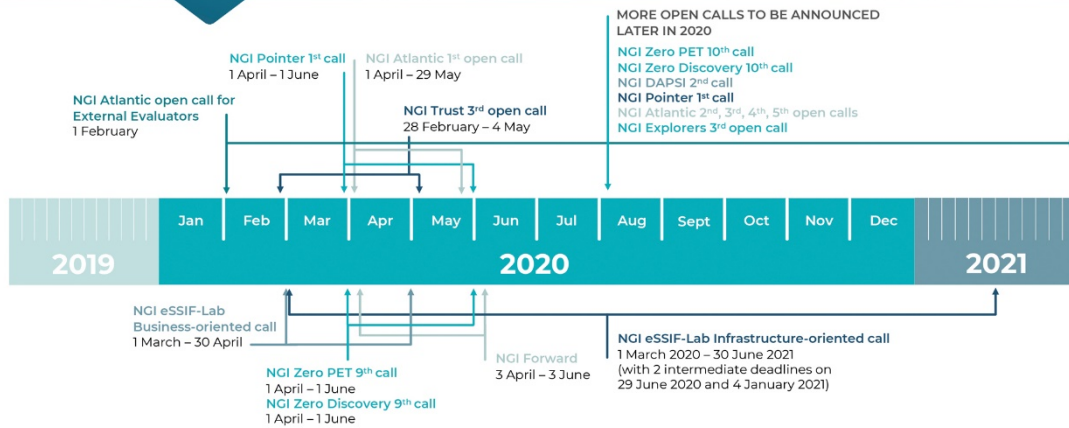 MORE OPEN CALLS TO BE ANNOUNCED
LATER IN 2020
NGI Zero PET 10th call
NGI Zero Discovery 10th call
NGI DAPSI 2nd call
NGI Pointer 1st call
NGI Atlantic 2nd, 3rd, 4th, 5th open calls
NGI Explorers 3rd open call
NGI Pointer 1st call
1 April – 1 June
NGI Atlantic 1st open call
1 April – 29 May
NGI Atlantic open call for
External Evaluators
1 February
NGI Trust 3rd open call
28 February – 4 May
Jan Feb Mar Apr May Jun Jul Aug Sept Oct Nov Dec
2019 2020 2021
NGI eSSIF-Lab
Business-oriented call
1 March – 30 April
NGI Zero PET 9th call
1 April – 1 June
NGI Zero Discovery 9th call
1 April – 1 June
NGI Forward
3 April – 3 June
NGI eSSIF-Lab Infrastructure-oriented call
1 March 2020 – 30 June 2021
(with 2 intermediate deadlines on
29 June 2020 and 4 January 2021)